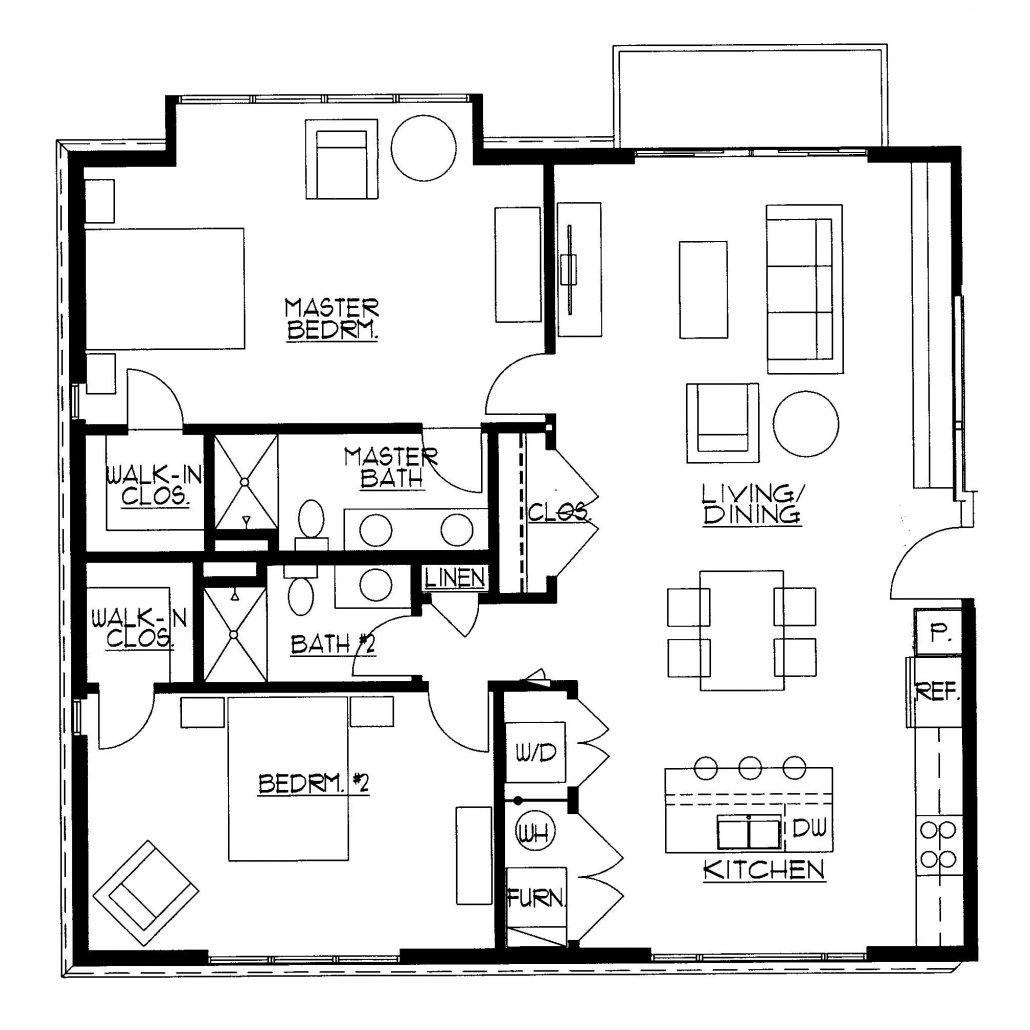 MASTER
BEDRM.
WALK-IN
CLOS.
MASTER
BATH
CLOS.
LIVING/
DINING
LINEN
WALK-IN
CLOS.
BATH #2
P.
REF.
W/D
BEDRM. #2
WH
DW
KITCHEN
FURN.